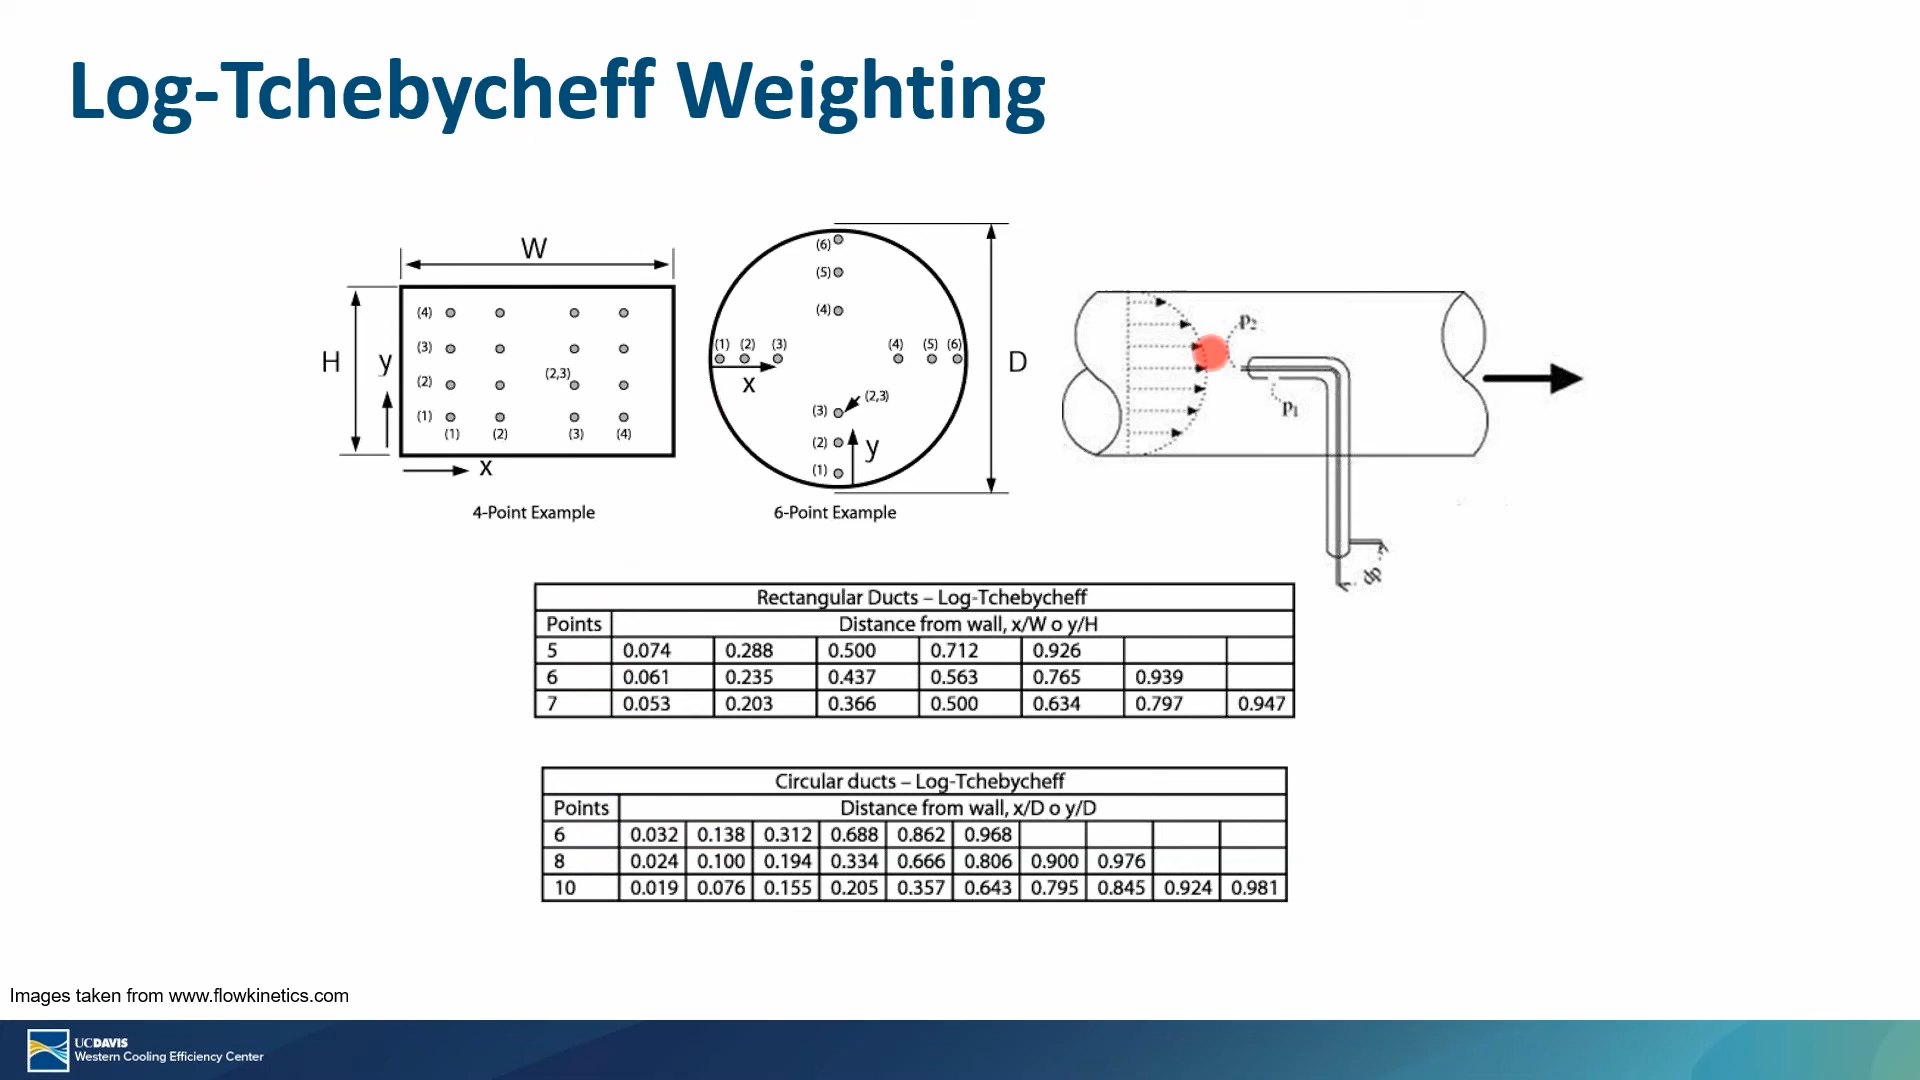 Log-Tchebycheff Weighting
W
H
y
(4)
(3)
(2)
(2,3)
(1)
(1) (2) (3) (4)
x
4-Point Example
(6)
(5)
(4)
(1) (2) (3) (4) (5) (6)
x
D
(2,3)
(3)
(2)
y
(1)
6-Point Example
P2
P1
Rectangular Ducts – Log-Tchebycheff
Points Distance from wall, x/W o y/H
5 0.074 0.288 0.500 0.712 0.926
6 0.061 0.235 0.437 0.563 0.765 0.939
7 0.053 0.203 0.366 0.500 0.634 0.797 0.947
Circular ducts – Log-Tchebycheff
Points Distance from wall, x/D o y/D
6 0.032 0.138 0.312 0.688 0.862 0.968
8 0.024 0.100 0.194 0.334 0.666 0.806 0.900 0.976
10 0.019 0.076 0.155 0.205 0.357 0.643 0.795 0.845 0.924 0.981
Images taken from www.flowkinetics.com
UCDAVIS
Western Cooling Efficiency Center